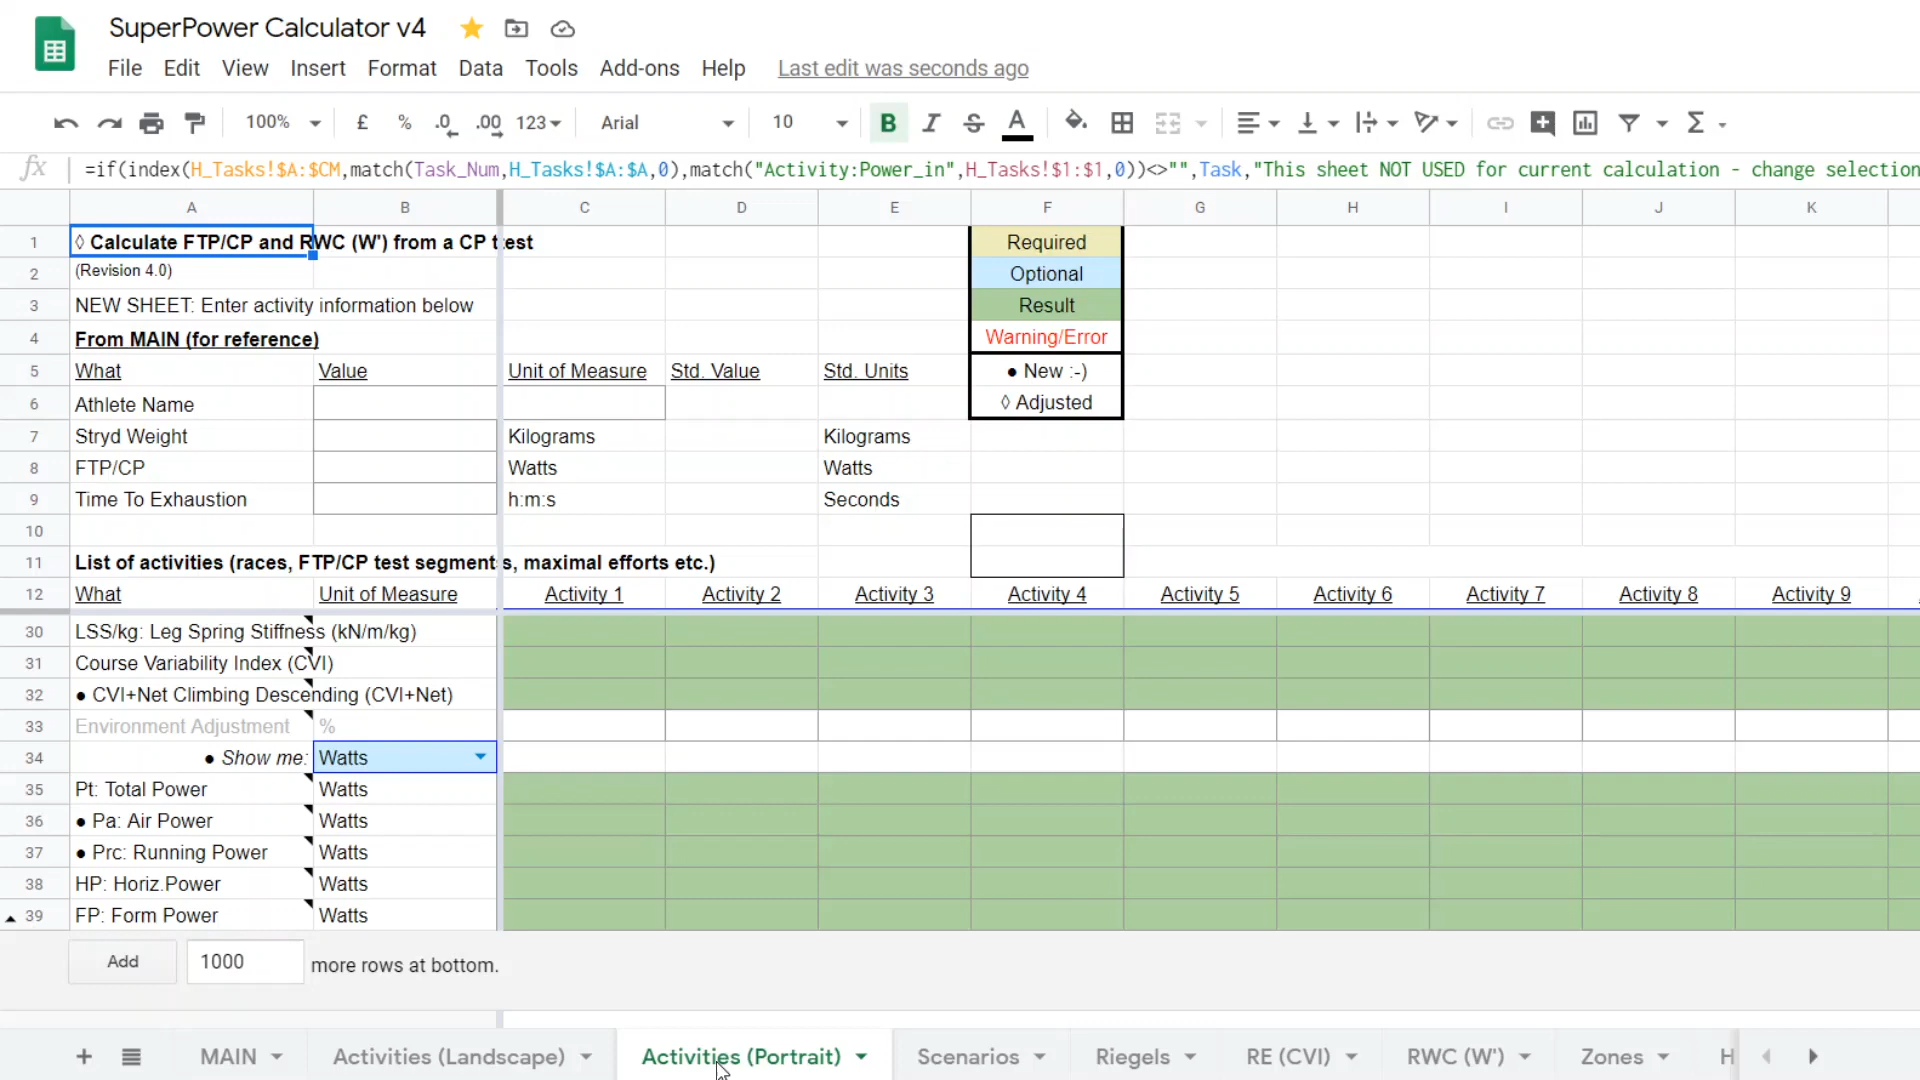 SuperPower Calculator v4
File Edit View Insert Format Data Tools Add-ons Help Last edit was seconds ago
100% £ % .0 .00 123 Arial 10 B I S A Σ
fx =if(index(H_Tasks!$A:$CM,match(Task_Num,H_Tasks!$A:$A,0),match("Activity:Power_in",H_Tasks!$1:$1,0))<>"",Task,"This sheet NOT USED for current calculation - change selection
A B C D E F G H I J K
1 ◊ Calculate FTP/CP and RWC (W') from a CP test Required
2 (Revision 4.0) Optional
3 NEW SHEET: Enter activity information below Result
4 From MAIN (for reference) Warning/Error
5 What Value Unit of Measure Std. Value Std. Units ● New :-)
6 Athlete Name ◊ Adjusted
7 Stryd Weight Kilograms Kilograms
8 FTP/CP Watts Watts
9 Time To Exhaustion h:m:s Seconds
10
11 List of activities (races, FTP/CP test segments, maximal efforts etc.)
12 What Unit of Measure Activity 1 Activity 2 Activity 3 Activity 4 Activity 5 Activity 6 Activity 7 Activity 8 Activity 9
30 LSS/kg: Leg Spring Stiffness (kN/m/kg)
31 Course Variability Index (CVI)
32 ● CVI+Net Climbing Descending (CVI+Net)
33 Environment Adjustment %
34 ● Show me: Watts
35 Pt: Total Power Watts
36 ● Pa: Air Power Watts
37 ● Prc: Running Power Watts
38 HP: Horiz.Power Watts
39 FP: Form Power Watts
Add 1000 more rows at bottom.
+ MAIN Activities (Landscape) Activities (Portrait) Scenarios Riegels RE (CVI) RWC (W') Zones H